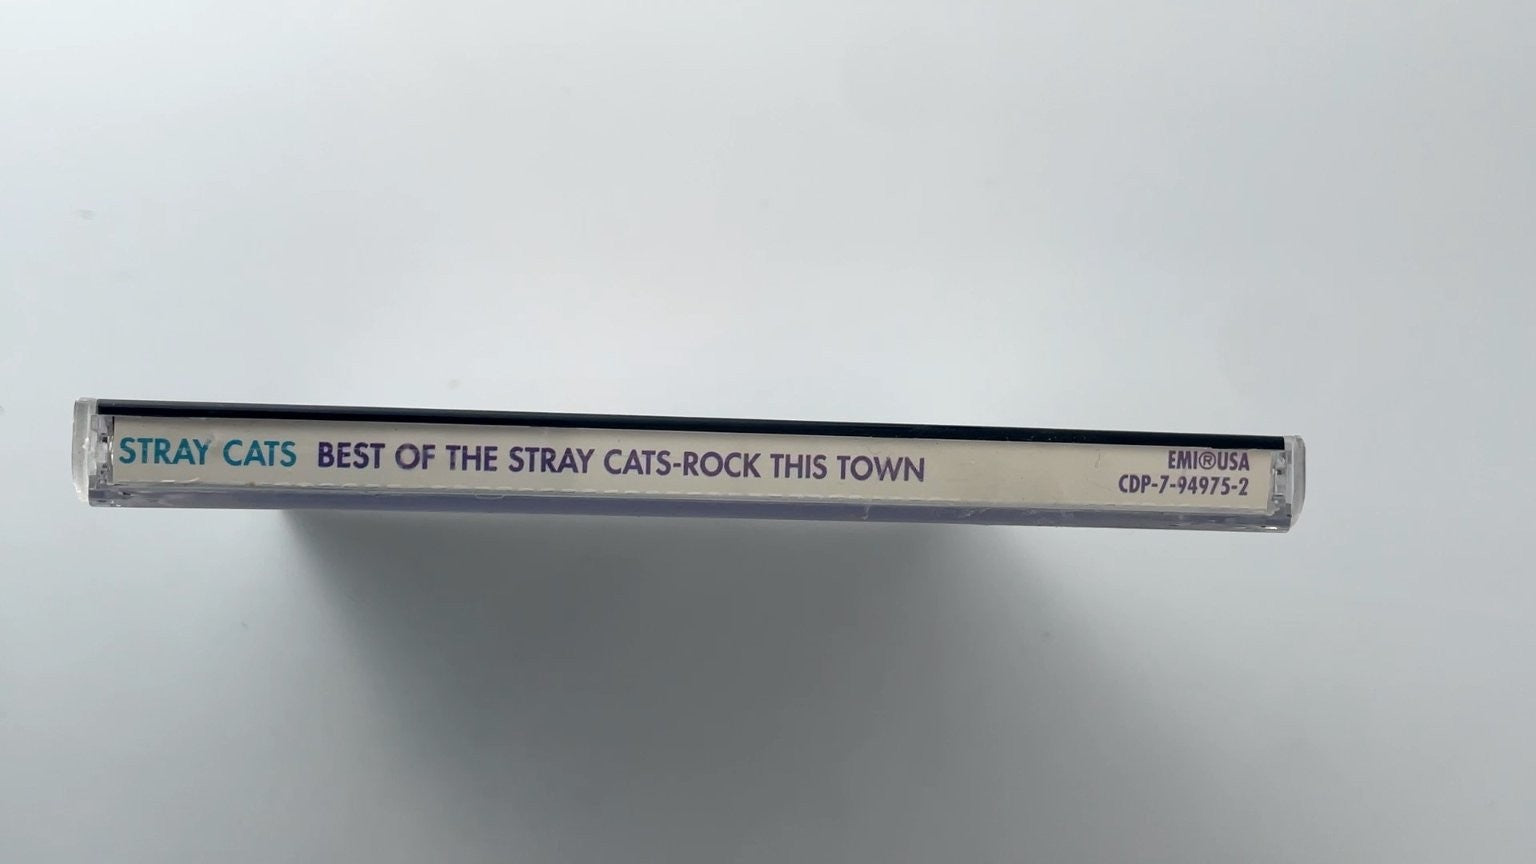 STRAY CATS BEST OF THE STRAY CATS-ROCK THIS TOWN
EMI®USA
CDP-7-94975-2